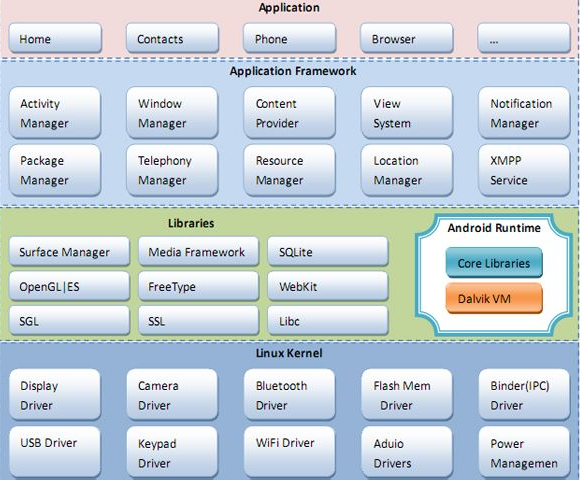 Application
Home
Contacts
Phone
Browser
...
Application Framework
Activity
Manager
Window
Manager
Content
Provider
View
System
Notification
Manager
Package
Manager
Telephony
Manager
Resource
Manager
Location
Manager
XMPP
Service
Libraries
Surface Manager
Media Framework
SQLite
OpenGL|ES
FreeType
WebKit
SGL
SSL
Libc
Android Runtime
Core Libraries
Dalvik VM
Linux Kernel
Display
Driver
Camera
Driver
Bluetooth
Driver
Flash Mem
Driver
Binder(IPC)
Driver
USB Driver
Keypad
Driver
WiFi Driver
Aduio
Drivers
Power
Managemen